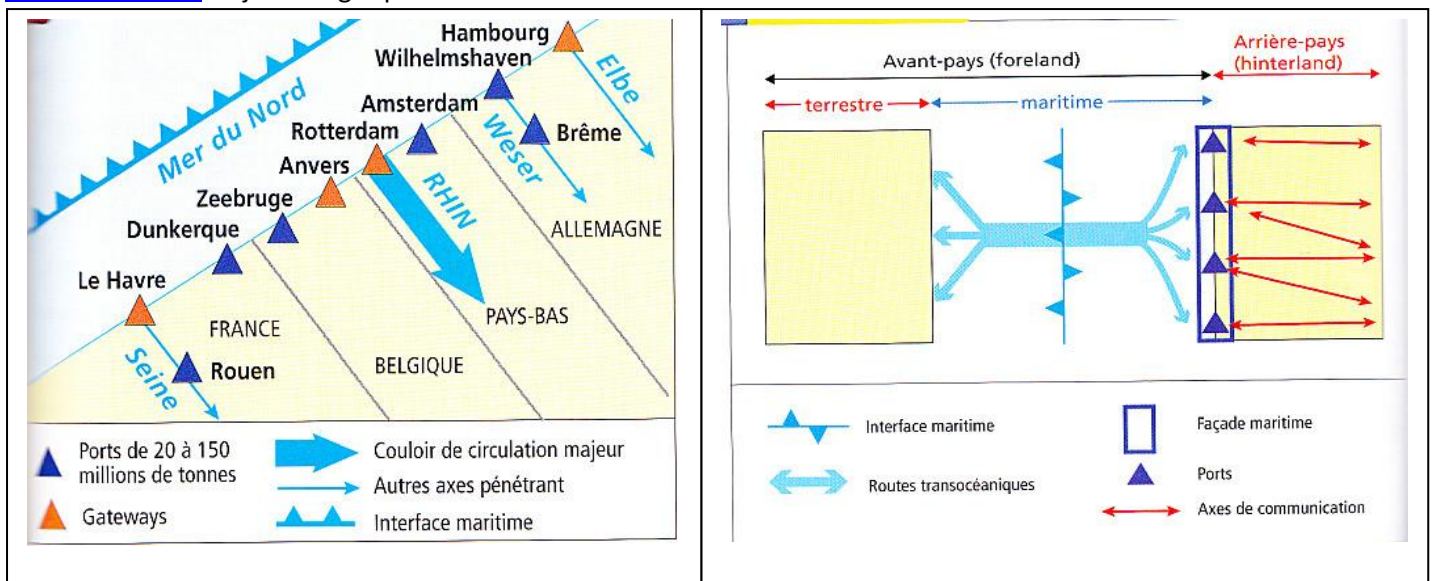 Hambourg
Wilhelmshaven
Elbe
Amsterdam
Mer du Nord
Rotterdam
Weser
Brême
Anvers
RHIN
Zeebruge
Dunkerque
ALLEMAGNE
Le Havre
PAYS-BAS
FRANCE
Seine
Rouen
BELGIQUE
Ports de 20 à 150
millions de tonnes
Gateways
Couloir de circulation majeur
Autres axes pénétrant
Interface maritime
Avant-pays (foreland)
Arrière-pays
(hinterland)
terrestre
maritime
Interface maritime
Routes transocéaniques
Façade maritime
Ports
Axes de communication